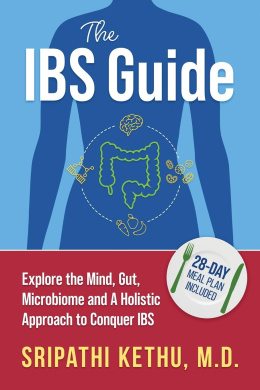 The
IBS Guide
28-DAY
MEAL PLAN
INCLUDED
Explore the Mind, Gut,
Microbiome and A Holistic
Approach to Conquer IBS
SRIPATHI KETHU, M.D.